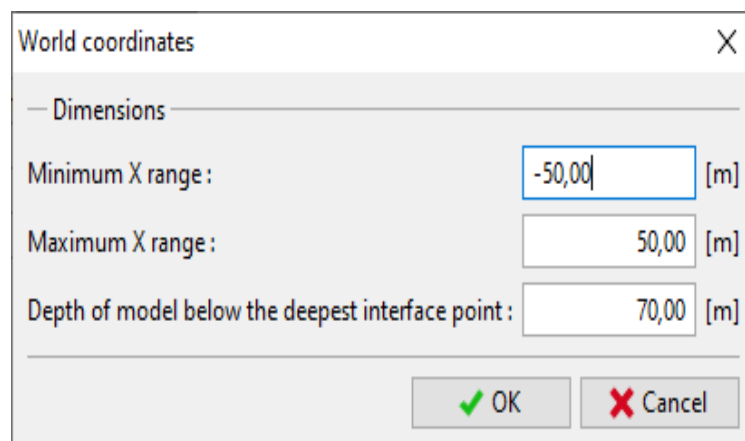 World coordinates
Dimensions
Minimum X range : -50,00 [m]
Maximum X range : 50,00 [m]
Depth of model below the deepest interface point : 70,00 [m]
OK Cancel